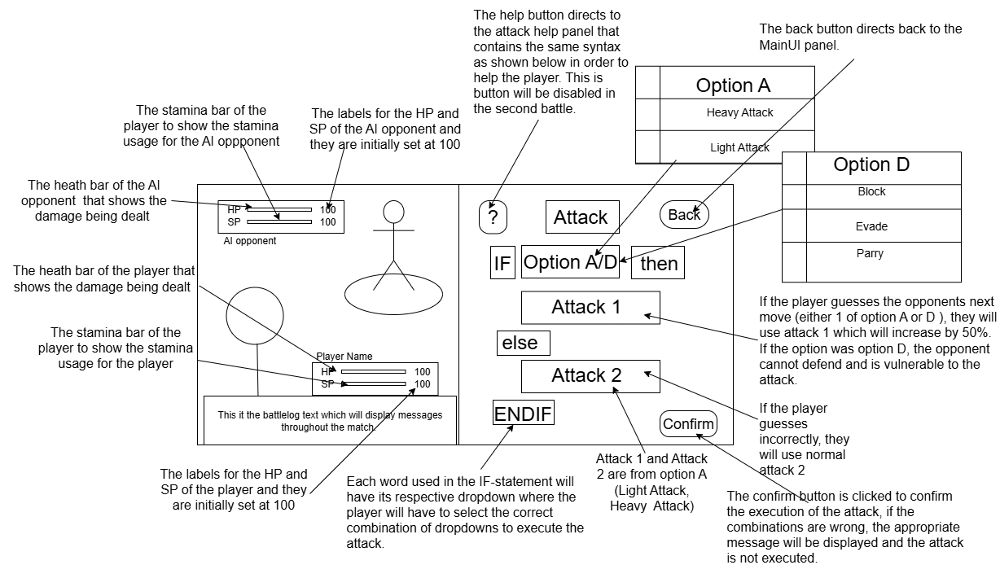 The help button directs to
the attack help panel that
contains the same syntax
as shown below in order to
help the player. This is
button will be disabled in
the second battle.
The back button directs back to the
MainUI panel.
Option A
Heavy Attack
Light Attack
The stamina bar of the
player to show the stamina
usage for the AI oppponent
The labels for the HP and
SP of the AI opponent and
they are initially set at 100
Option D
Block
Evade
Parry
The heath bar of the AI
opponent that shows the
damage being dealt
HP 100
SP 100
AI opponent
?
Attack
Back
IF
Option A/D
then
The heath bar of the player that
shows the damage being dealt
Attack 1
If the player guesses the opponents next
move (either 1 of option A or D ), they will
use attack 1 which will increase by 50%.
If the option was option D, the opponent
cannot defend and is vulnerable to the
attack.
The stamina bar of the
player to show the stamina
usage for the player
else
Player Name
HP 100
SP 100
Attack 2
ENDIF
Confirm
This it the battlelog text which will display messages
throughout the match.
If the player
guesses
incorrectly, they
will use normal
attack 2
The labels for the HP and
SP of the player and they
are initially set at 100
Each word used in the IF-statement will
have its respective dropdown where the
player will have to select the correct
combination of dropdowns to execute the
attack.
Attack 1 and Attack
2 are from option A
(Light Attack,
Heavy Attack)
The confirm button is clicked to confirm
the execution of the attack, if the
combinations are wrong, the appropriate
message will be displayed and the attack
is not executed.